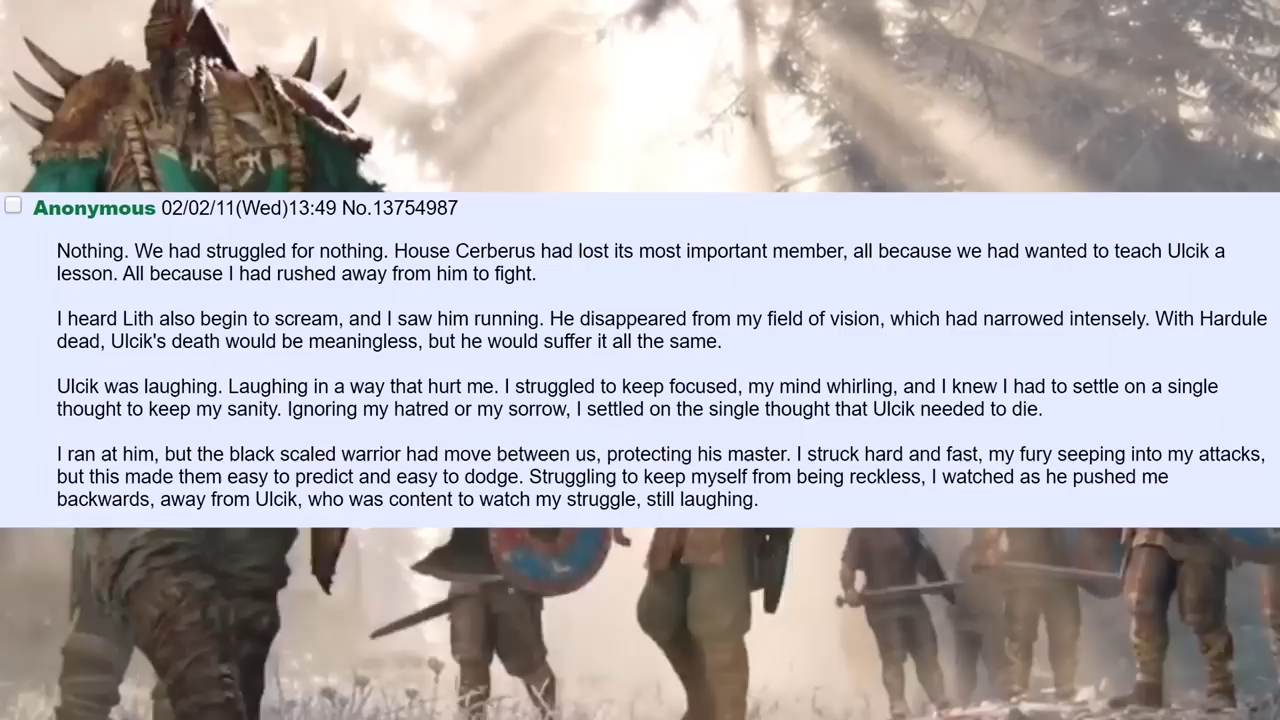 Anonymous 02/02/11(Wed)13:49 No.13754987
Nothing. We had struggled for nothing. House Cerberus had lost its most important member, all because we had wanted to teach Ulcik a
lesson. All because I had rushed away from him to fight.
I heard Lith also begin to scream, and I saw him running. He disappeared from my field of vision, which had narrowed intensely. With Hardule
dead, Ulcik's death would be meaningless, but he would suffer it all the same.
Ulcik was laughing. Laughing in a way that hurt me. I struggled to keep focused, my mind whirling, and I knew I had to settle on a single
thought to keep my sanity. Ignoring my hatred or my sorrow, I settled on the single thought that Ulcik needed to die.
I ran at him, but the black scaled warrior had move between us, protecting his master. I struck hard and fast, my fury seeping into my attacks,
but this made them easy to predict and easy to dodge. Struggling to keep myself from being reckless, I watched as he pushed me
backwards, away from Ulcik, who was content to watch my struggle, still laughing.